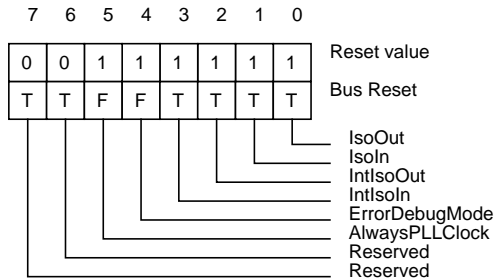 7 6 5 4 3 2 1 0
0 0 1 1 1 1 1 1 Reset value
T T F F T T T T Bus Reset
IsoOut
IsoIn
IntIsoOut
IntIsoIn
ErrorDebugMode
AlwaysPLLClock
Reserved
Reserved